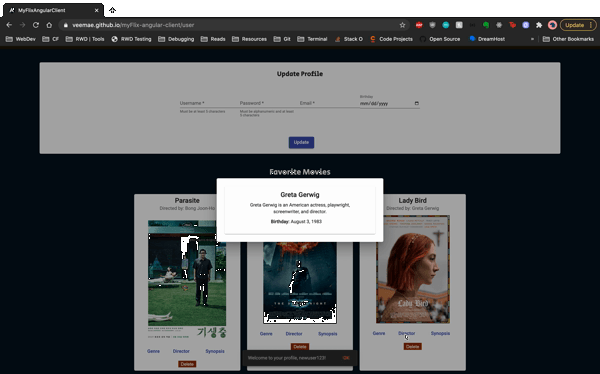 MyFlixAngularClient
veemae.github.io/myFlix-angular-client/user
Update
WebDev
CF
RWO | Tools
RWD Testing
Debugging
Reads
Resources
Git
Terminal
Stack O
Code Projects
Open Source
DreamHost
»
Other Bookmarks
Update Profile
Username *
Password *
Email *
Birthday
mm/dd/yyyy
Must be at least 5 characters
Must be alphanumeric and at least
5 characters
Update
Favorite Movies
Parasite
Directed by: Bong Joon-Ho
Greta Gerwig
Greta Gerwig is an American actress, playwright,
screenwriter, and director.
Birthday: August 3, 1983
Lady Bird
Directed by: Greta Gerwig
기생충
Lady Bird
Genre
Director
Synopsis
Delete
Genre
Director
Synopsis
Delete
Genre
Director
Synopsis
Delete
Welcome to your profile, newuser123!
OK